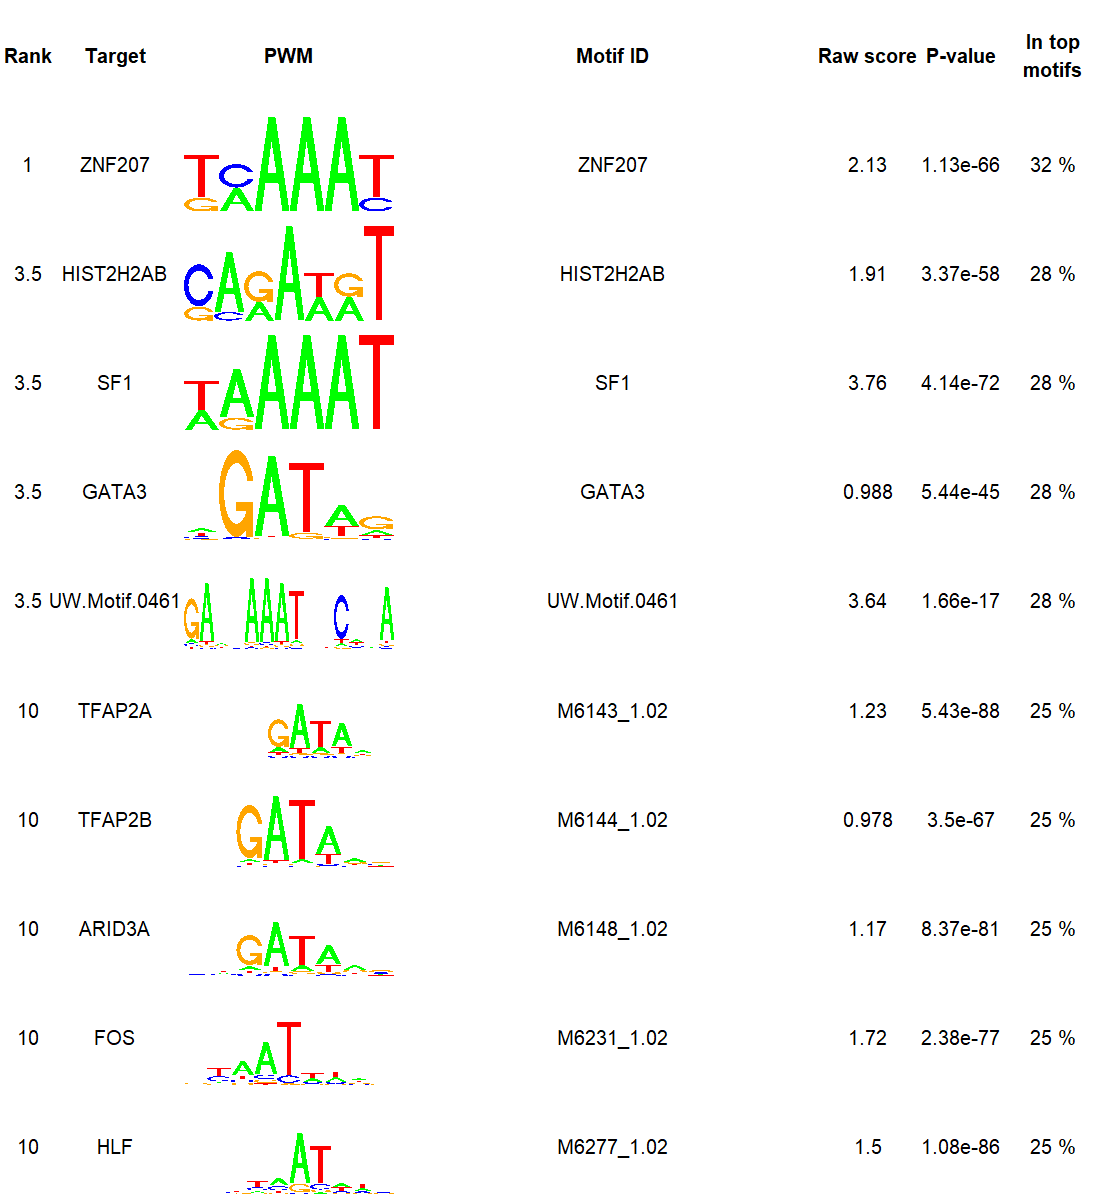 Rank Target PWM Motif ID Raw score P-value In top motifs
1 ZNF207 ZNF207 2.13 1.13e-66 32 %
3.5 HIST2H2AB HIST2H2AB 1.91 3.37e-58 28 %
3.5 SF1 SF1 3.76 4.14e-72 28 %
3.5 GATA3 GATA3 0.988 5.44e-45 28 %
3.5 UW.Motif.0461 UW.Motif.0461 3.64 1.66e-17 28 %
10 TFAP2A M6143_1.02 1.23 5.43e-88 25 %
10 TFAP2B M6144_1.02 0.978 3.5e-67 25 %
10 ARID3A M6148_1.02 1.17 8.37e-81 25 %
10 FOS M6231_1.02 1.72 2.38e-77 25 %
10 HLF M6277_1.02 1.5 1.08e-86 25 %